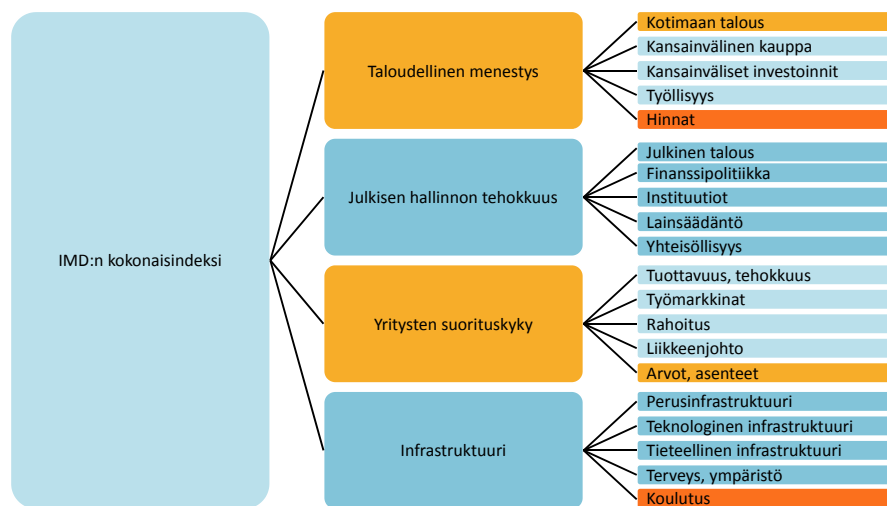 IMD:n kokonaisindeksi
Taloudellinen menestys
Kotimaan talous
Kansainvälinen kauppa
Kansainväliset investoinnit
Työllisyys
Hinnat
Julkisen hallinnon tehokkuus
Julkinen talous
Finanssipolitiikka
Instituutiot
Lainsäädäntö
Yhteisöllisyys
Yritysten suorituskyky
Tuottavuus, tehokkuus
Työmarkkinat
Rahoitus
Liikkeenjohto
Arvot, asenteet
Infrastruktuuri
Perusinfrastruktuuri
Teknologinen infrastruktuuri
Tieteellinen infrastruktuuri
Terveys, ympäristö
Koulutus